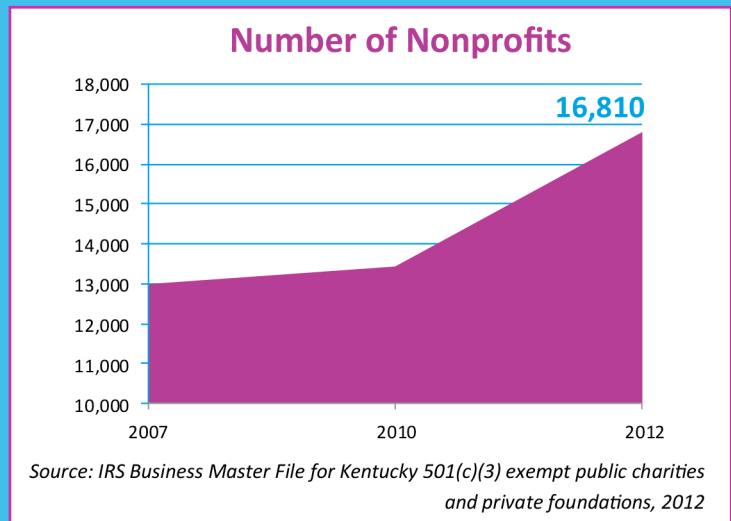 Number of Nonprofits
18,000
16,810
17,000
16,000
15,000
14,000
13,000
12,000
11,000
10,000
2007 2010 2012
Source: IRS Business Master File for Kentucky 501(c)(3) exempt public charities
and private foundations, 2012